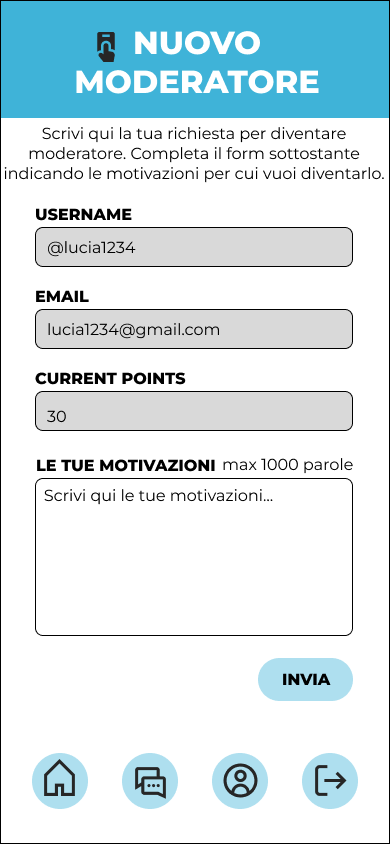 NUOVO
MODERATORE
Scrivi qui la tua richiesta per diventare
moderatore. Completa il form sottostante
indicando le motivazioni per cui vuoi diventarlo.
USERNAME
@lucia1234
EMAIL
lucia1234@gmail.com
CURRENT POINTS
30
LE TUE MOTIVAZIONI max 1000 parole
Scrivi qui le tue motivazioni...
INVIA